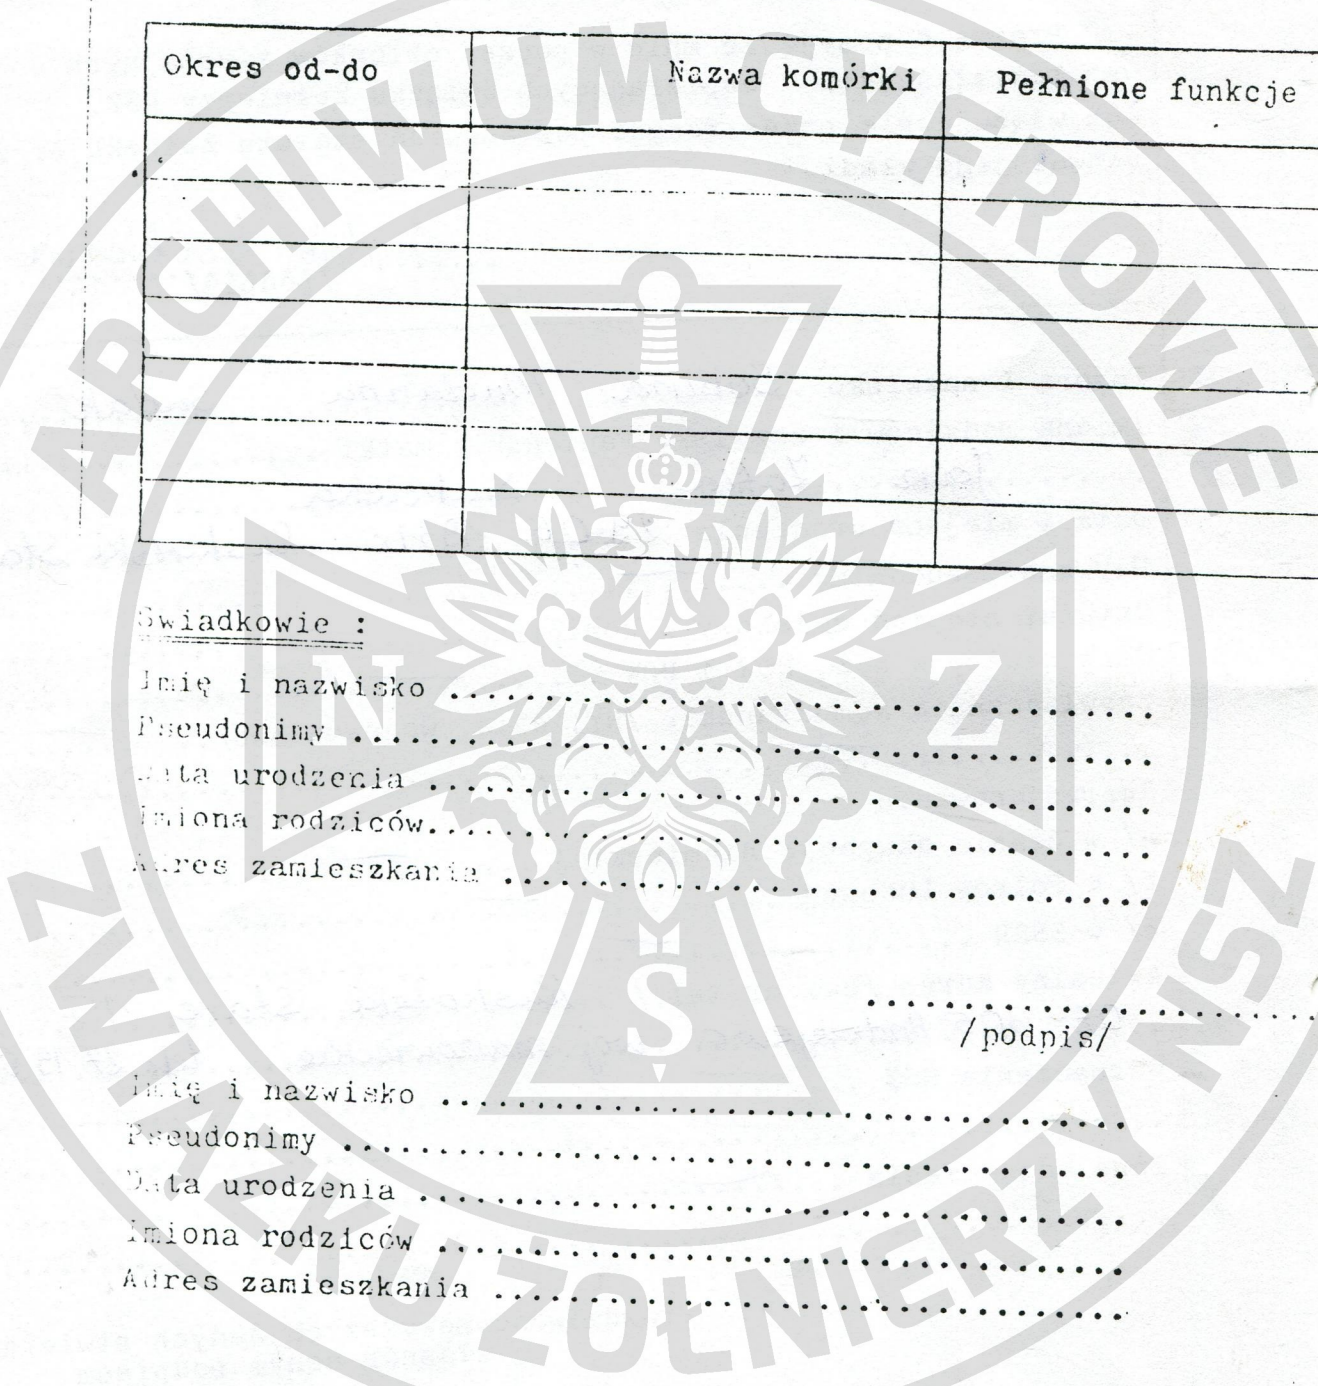 Okres od-do Nazwa komórki Pełnione funkcje
Swiadkowie :
Imię i nazwisko ............................................
Pseudonimy ..................................................
Data urodzenia .............................................
Imiona rodziców.............................................
Adres zamieszkania ........................................
............................
/podpis/
Imię i nazwisko ...........................................
Pseudonimy .................................................
Data urodzenia ............................................
Imiona rodziców ...........................................
Adres zamieszkania .......................................
ARCHIWUM CYFROWE
ZWIĄZKU ŻOŁNIERZY NSZ
N Z
S